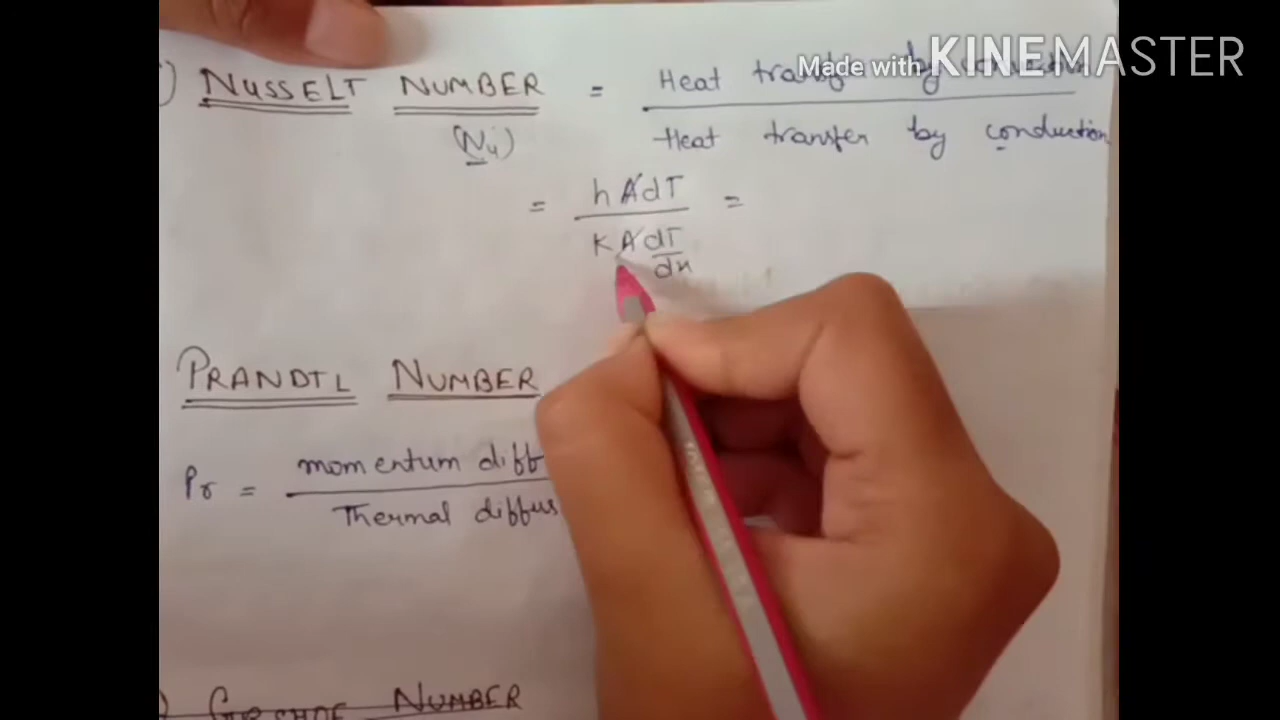 Made with KINEMASTER
) NUSSELT NUMBER = Heat transfer by
Heat transfer by conduction
(Nu)
= hAdT =
KAdT
dx
PRANDTL NUMBER
Pr = momentum diff
Thermal diffus
NUMBER